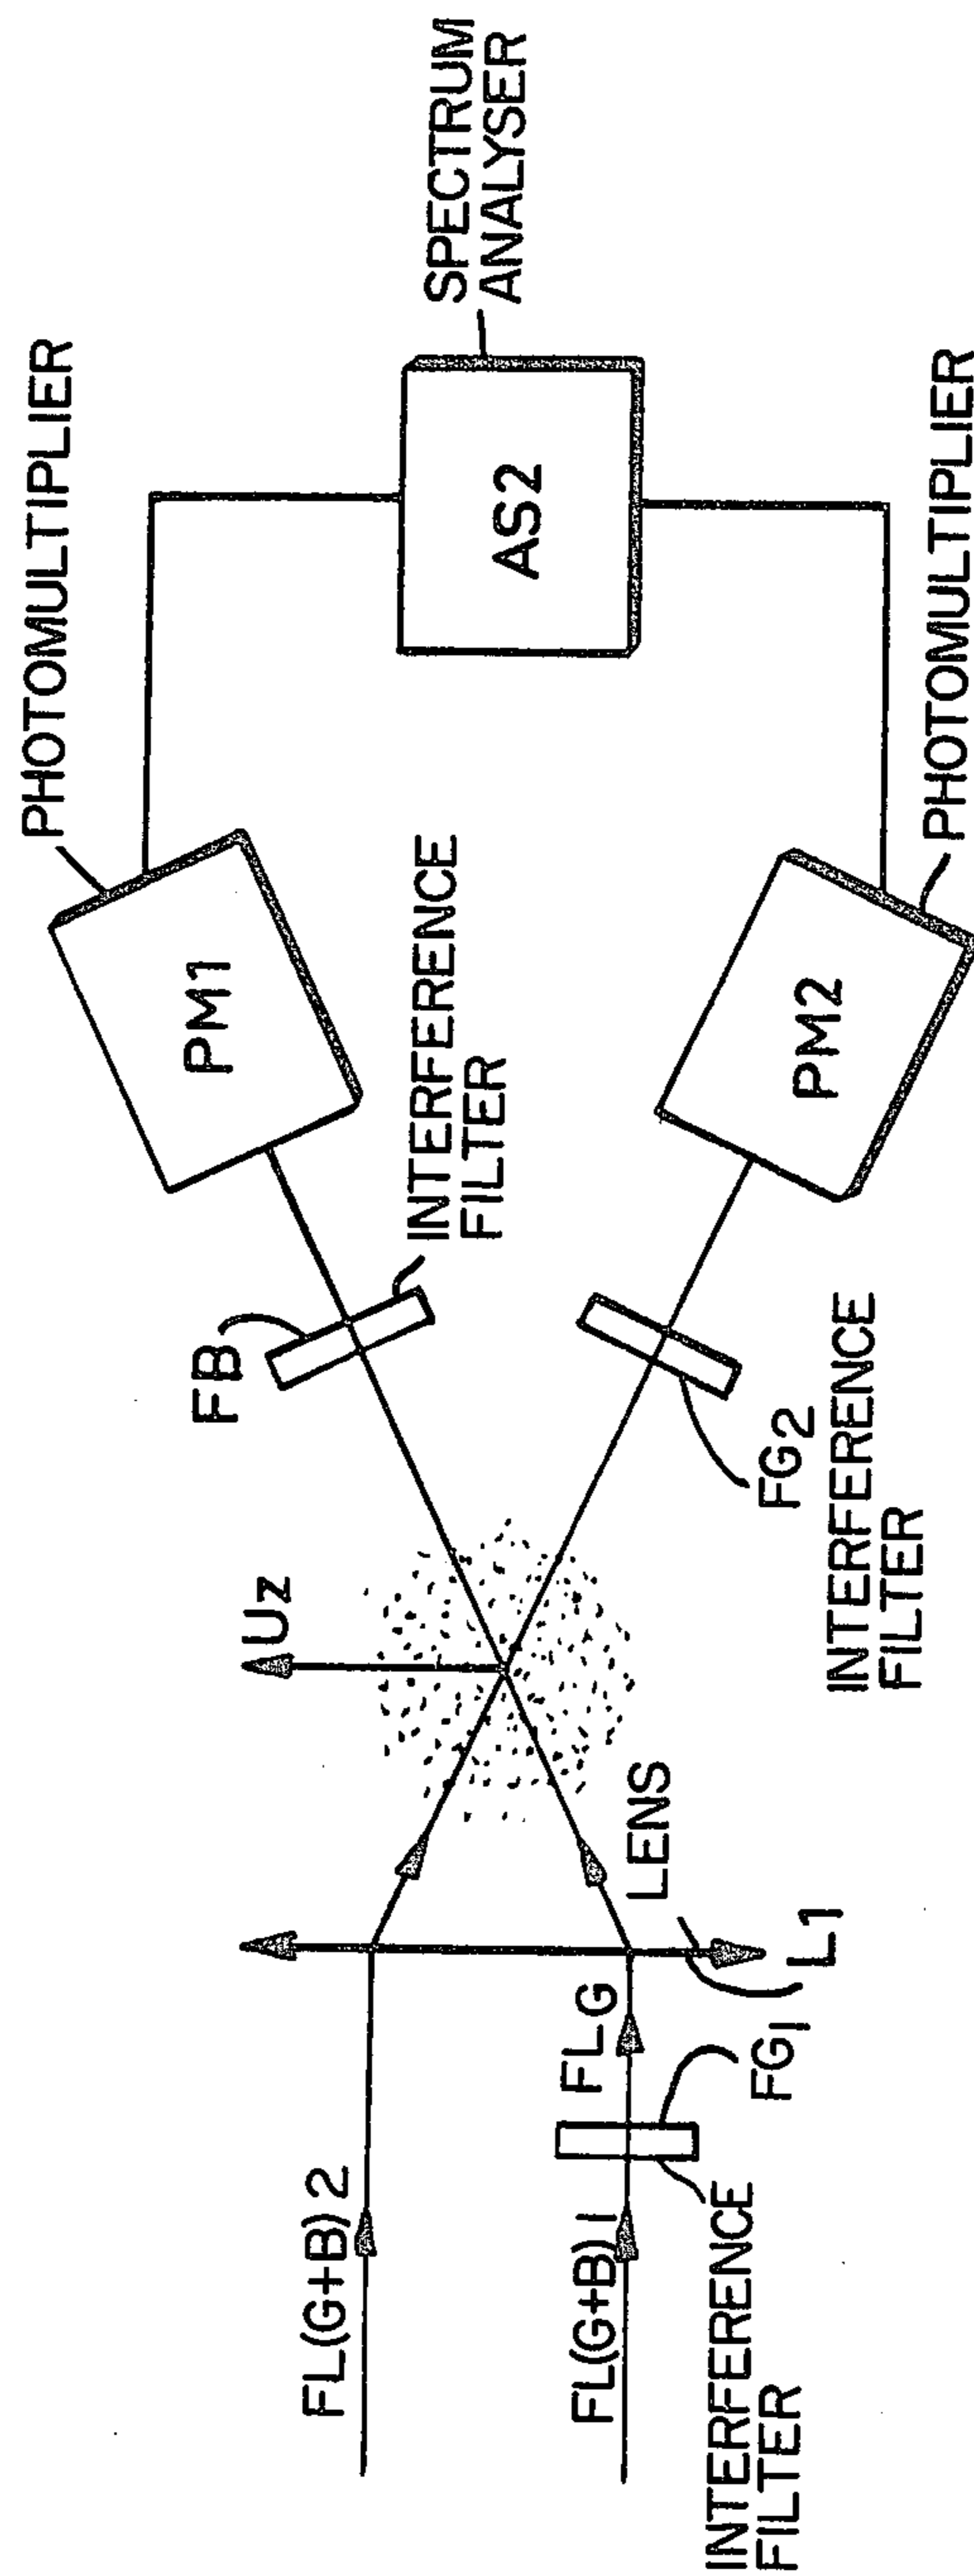 FL(G+B) 2
FL(G+B) 1
INTERFERENCE
FILTER
FG1
FLG
L1
LENS
Uz
FB
INTERFERENCE
FILTER
FG2
INTERFERENCE
FILTER
PM1
PHOTOMULTIPLIER
PM2
PHOTOMULTIPLIER
AS2
SPECTRUM
ANALYSER